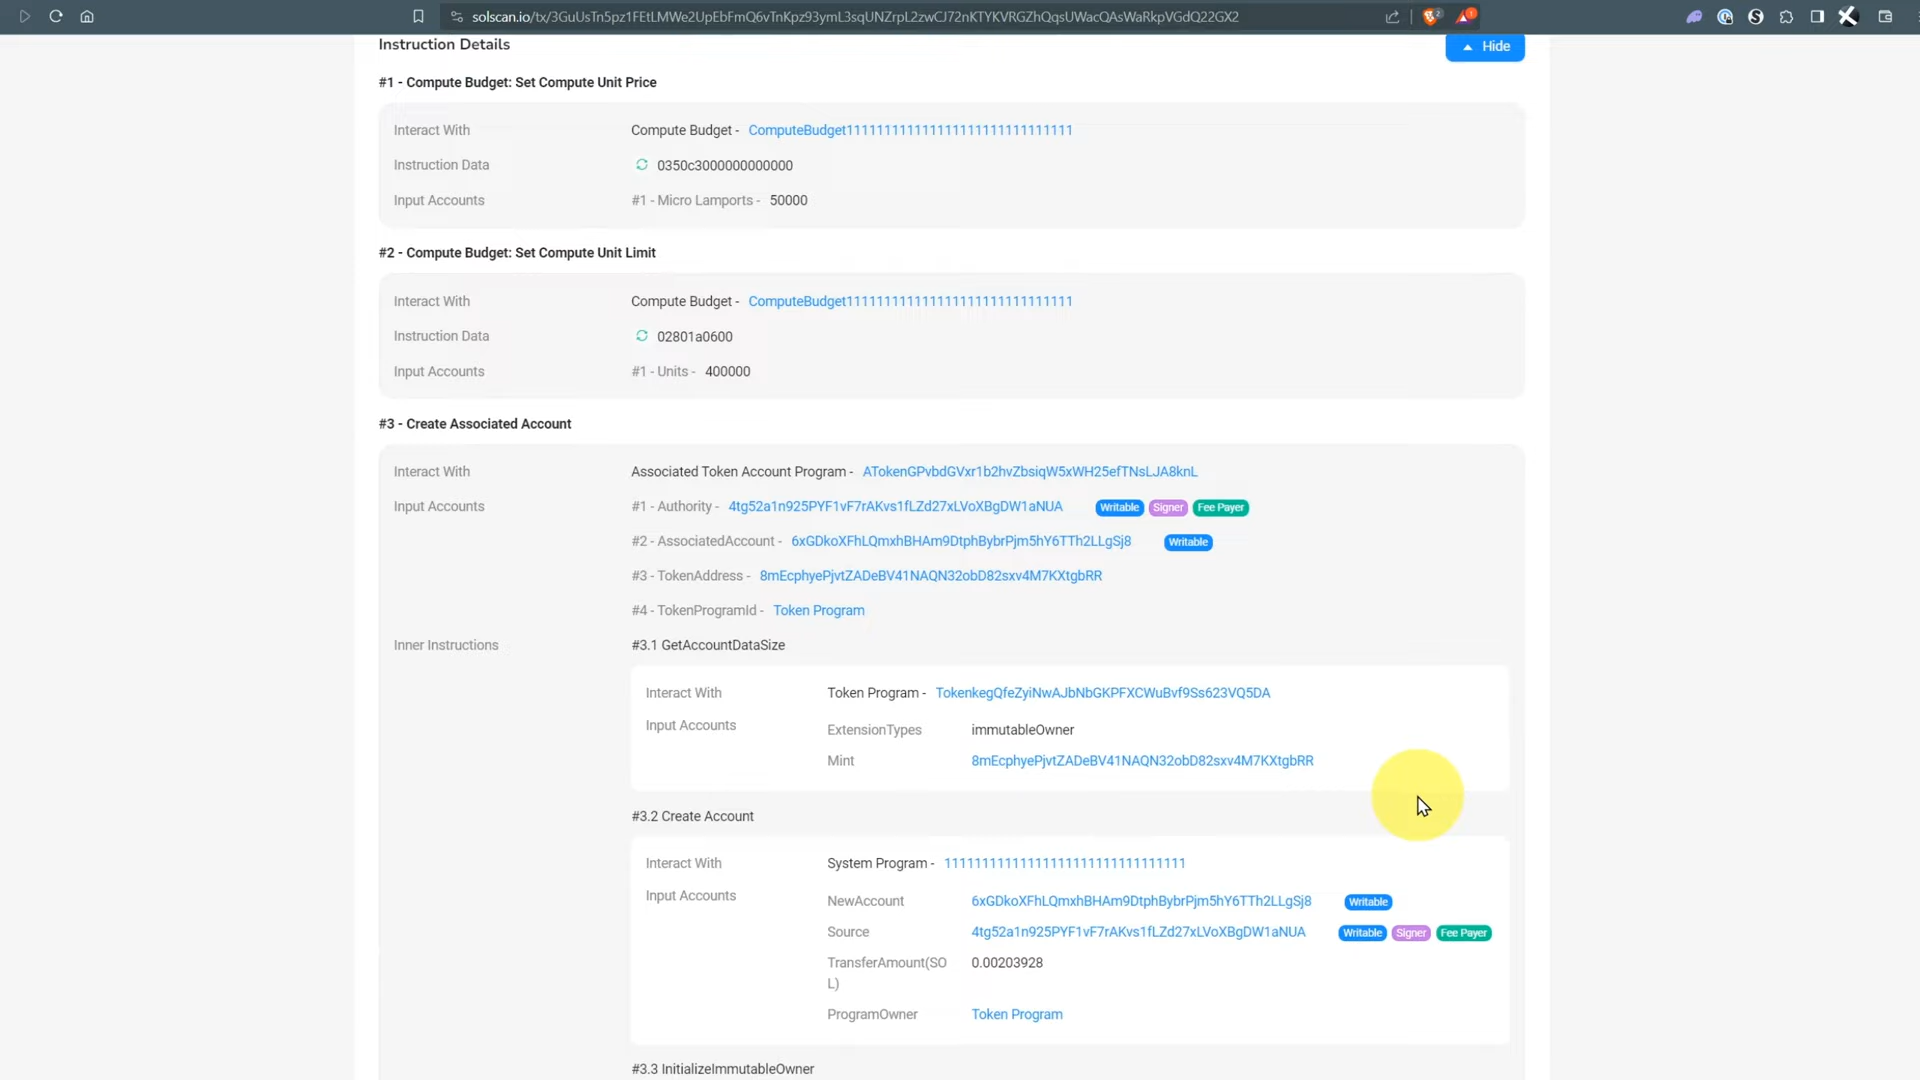 solscan.io/tx/3GuUsTn5pz1FEtLMWe2UpEbFmQ6vTnKpz93ymL3sqUNZrpL2zwCJ72nKTYKVRGZhQqsUWacQAsWaRkpVGdQ22GX2
Instruction Details
Hide
#1 - Compute Budget: Set Compute Unit Price
Interact With Compute Budget - ComputeBudget111111111111111111111111111111
Instruction Data 0350c3000000000000
Input Accounts #1 - Micro Lamports - 50000
#2 - Compute Budget: Set Compute Unit Limit
Interact With Compute Budget - ComputeBudget111111111111111111111111111111
Instruction Data 02801a0600
Input Accounts #1 - Units - 400000
#3 - Create Associated Account
Interact With Associated Token Account Program - ATokenGPvbdGVxr1b2hvZbsiqW5xWH25efTNsLJA8knL
Input Accounts #1 - Authority - 4tg52a1n925PYF1vF7rAKvs1fLZd27xLVoXBgDW1aNUA Writable Signer Fee Payer
#2 - AssociatedAccount - 6xGDkoXFhLQmxhBHAm9DtphBybrPjm5hY6TTh2LLgSj8 Writable
#3 - TokenAddress - 8mEcphyePjvtZADeBV41NAQN32obD82sxv4M7KXtgbRR
#4 - TokenProgramId - Token Program
Inner Instructions #3.1 GetAccountDataSize
Interact With Token Program - TokenkegQfeZyiNwAJbNbGKPFXCWuBvf9Ss623VQ5DA
Input Accounts ExtensionTypes immutableOwner
Mint 8mEcphyePjvtZADeBV41NAQN32obD82sxv4M7KXtgbRR
#3.2 Create Account
Interact With System Program - 11111111111111111111111111111111
Input Accounts NewAccount 6xGDkoXFhLQmxhBHAm9DtphBybrPjm5hY6TTh2LLgSj8 Writable
Source 4tg52a1n925PYF1vF7rAKvs1fLZd27xLVoXBgDW1aNUA Writable Signer Fee Payer
TransferAmount(SO 0.00203928
L)
ProgramOwner Token Program
#3.3 InitializeImmutableOwner